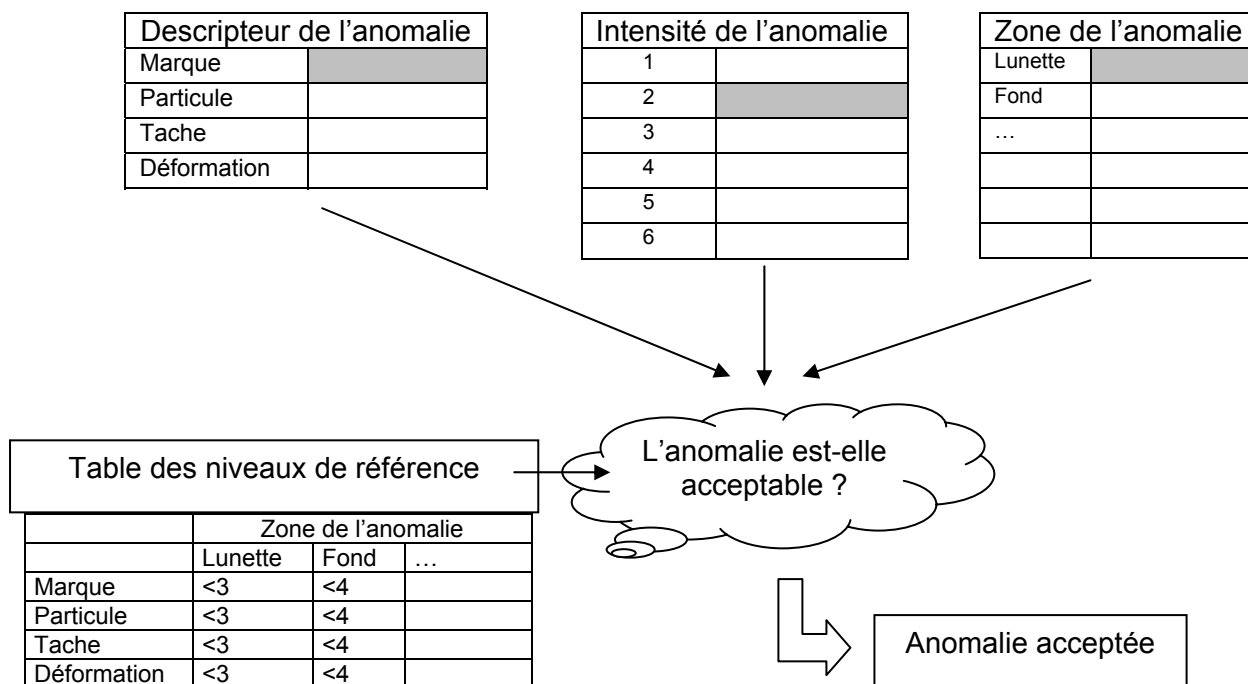 Descripteur de l’anomalie
Marque
Particule
Tache
Déformation
Intensité de l’anomalie
1
2
3
4
5
6
Zone de l’anomalie
Lunette
Fond
…
L’anomalie est-elle
acceptable ?
Table des niveaux de référence
Zone de l’anomalie
Lunette Fond …
Marque <3 <4
Particule <3 <4
Tache <3 <4
Déformation <3 <4
Anomalie acceptée